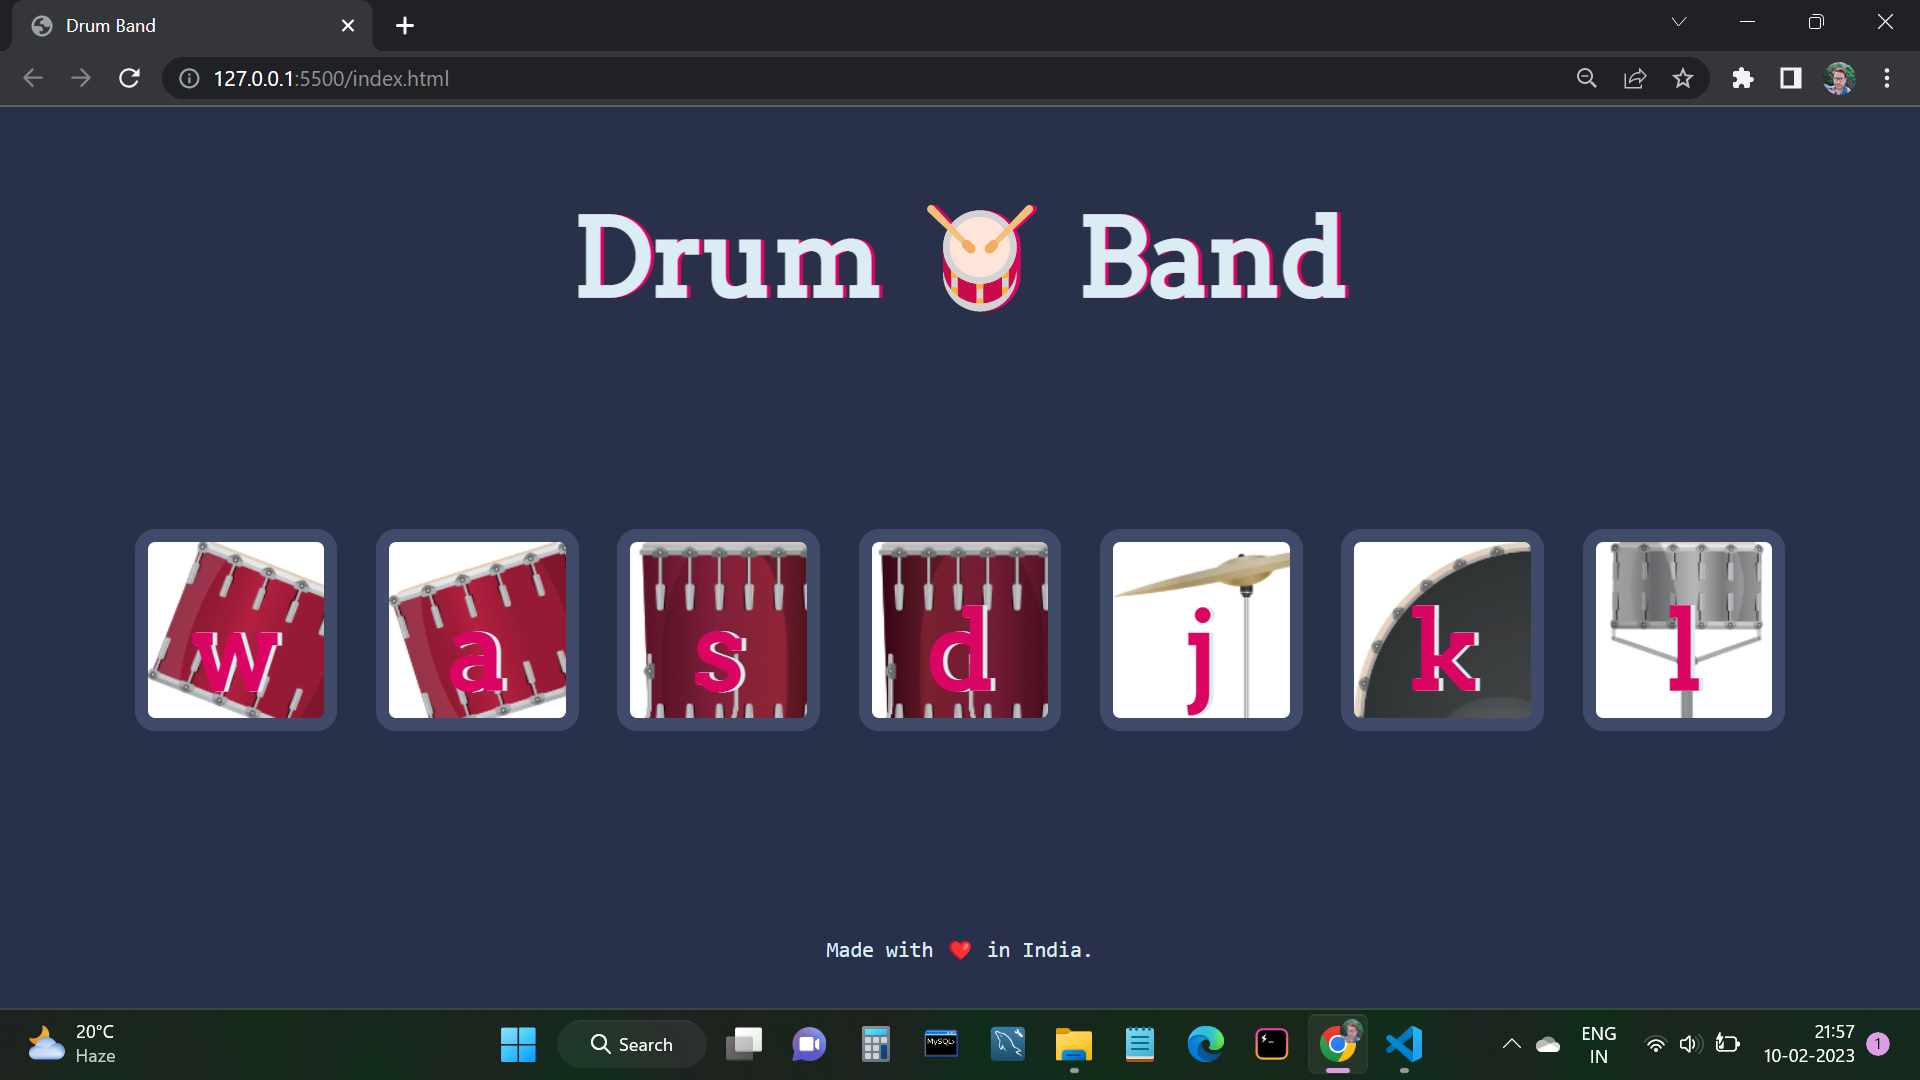 Drum Band
127.0.0.1:5500/index.html
Drum 🥁 Band
w a s d j k l
Made with ❤️ in India.
20°C
Haze
Search
MySQL>
ENG
IN
21:57
10-02-2023
1